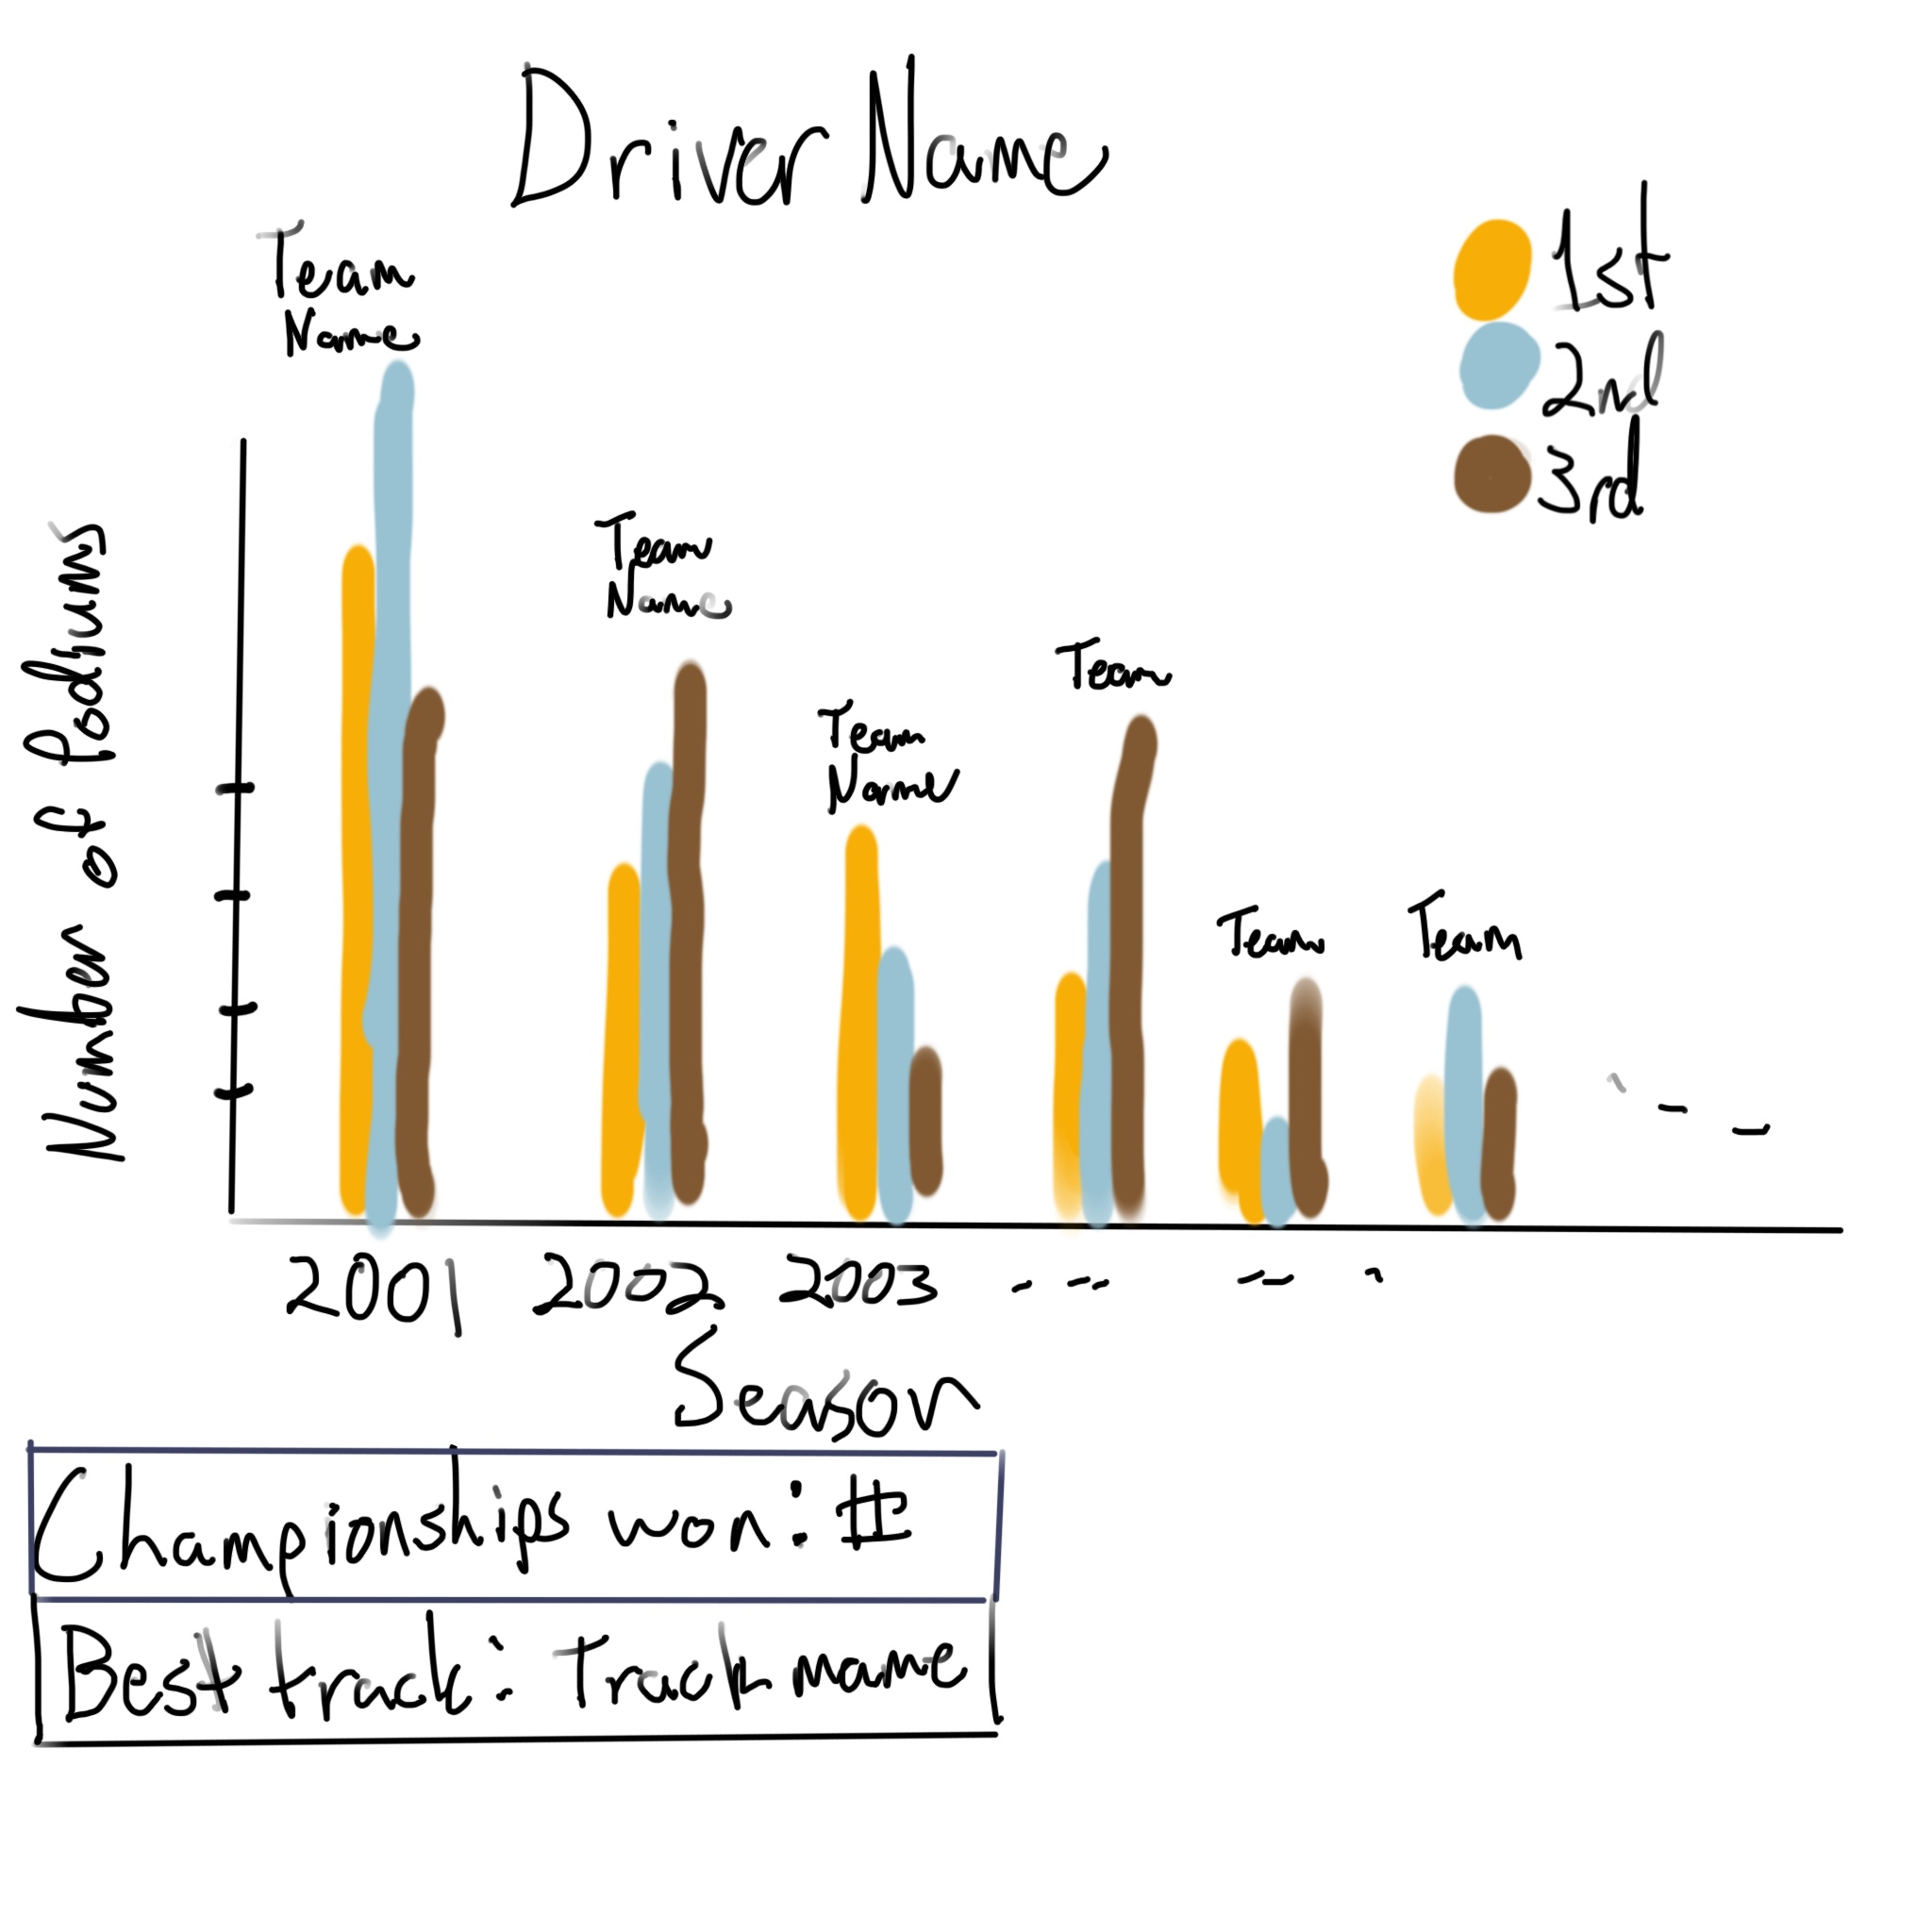 Driver Name
1st
2nd
3rd
Team
Name
Team
Name
Team
Name
Team
Team
Team
Number of Podiums
2001 2002 2003 - -- -- -
Season
Championships won: #
Best track: Track name